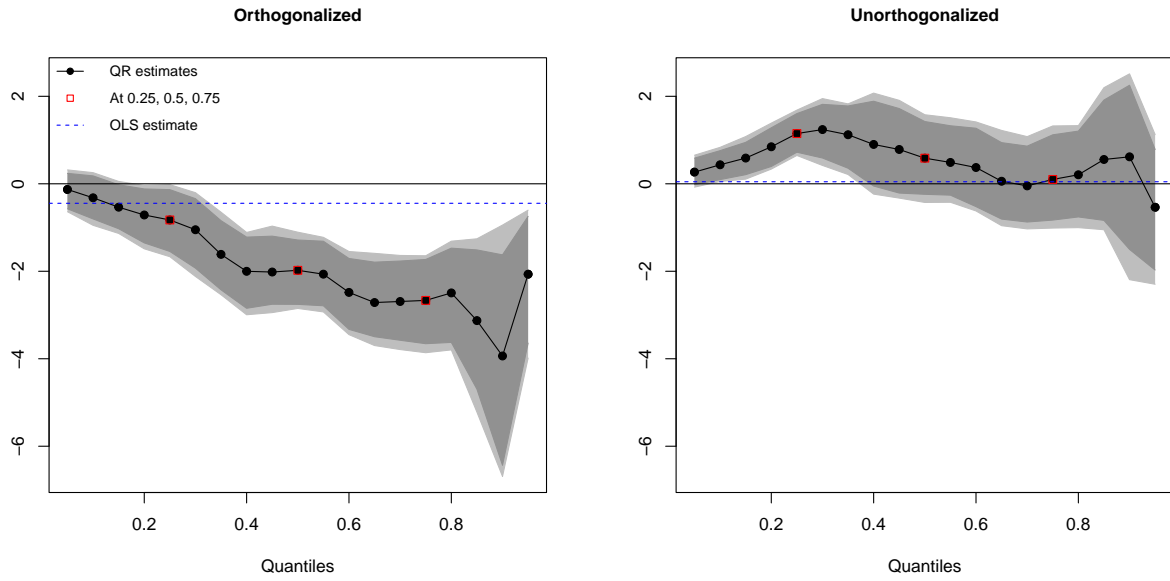 Orthogonalized
QR estimates
At 0.25, 0.5, 0.75
OLS estimate
2
0
−2
−4
−6
0.2 0.4 0.6 0.8
Quantiles
Unorthogonalized
2
0
−2
−4
−6
0.2 0.4 0.6 0.8
Quantiles